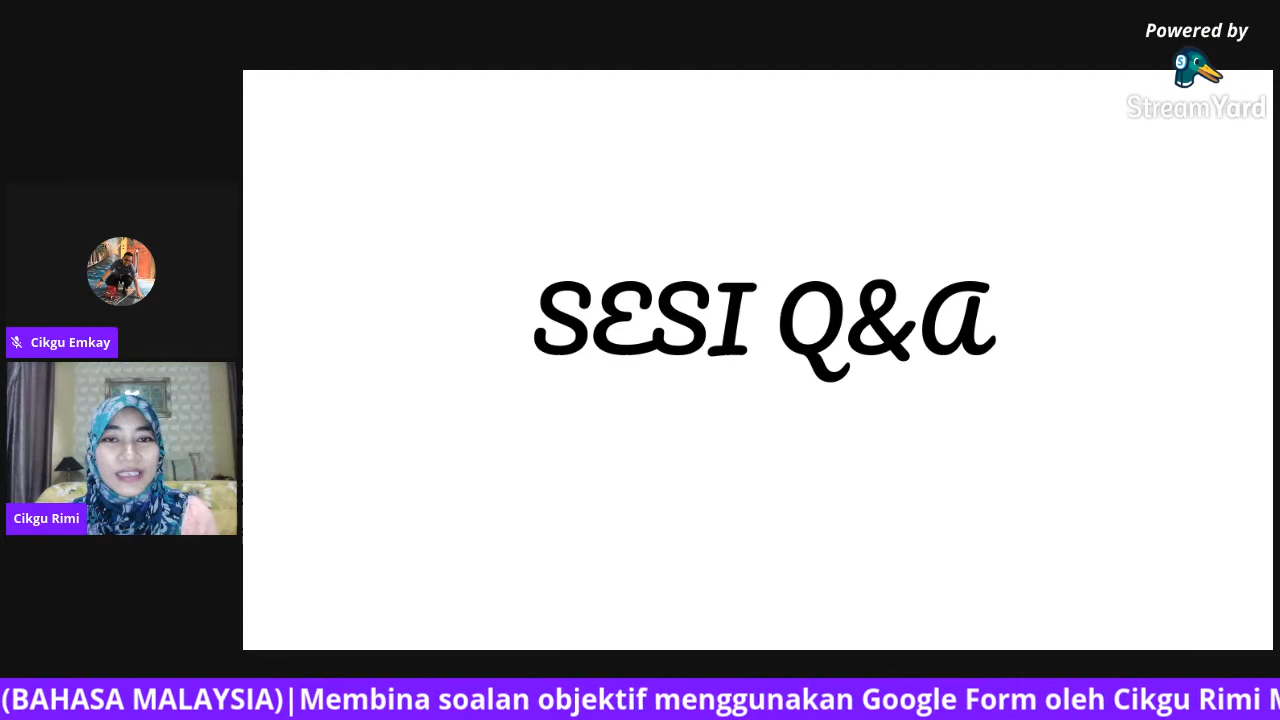 Powered by
StreamYard
SESI Q&A
Cikgu Emkay
Cikgu Rimi
(BAHASA MALAYSIA)|Membina soalan objektif menggunakan Google Form oleh Cikgu Rimi